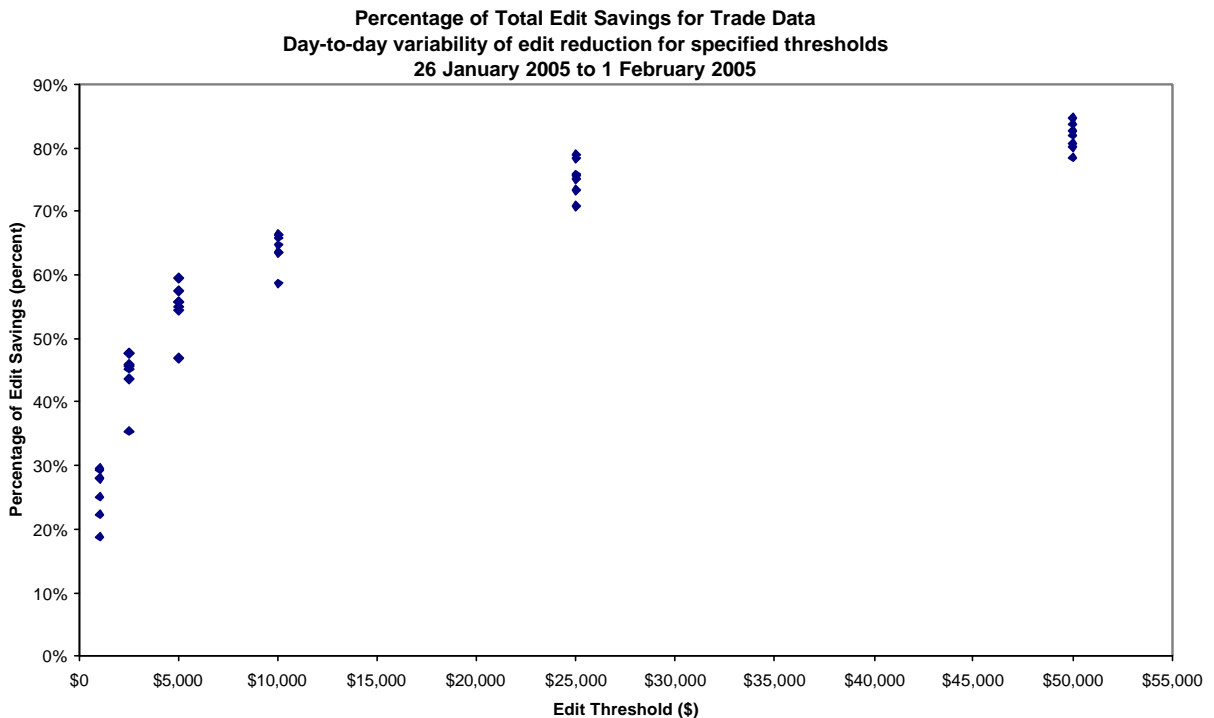 Percentage of Total Edit Savings for Trade Data
Day-to-day variability of edit reduction for specified thresholds
26 January 2005 to 1 February 2005
90%
80%
70%
60%
50%
40%
30%
20%
10%
0%
Percentage of Edit Savings (percent)
$0 $5,000 $10,000 $15,000 $20,000 $25,000 $30,000 $35,000 $40,000 $45,000 $50,000 $55,000
Edit Threshold ($)